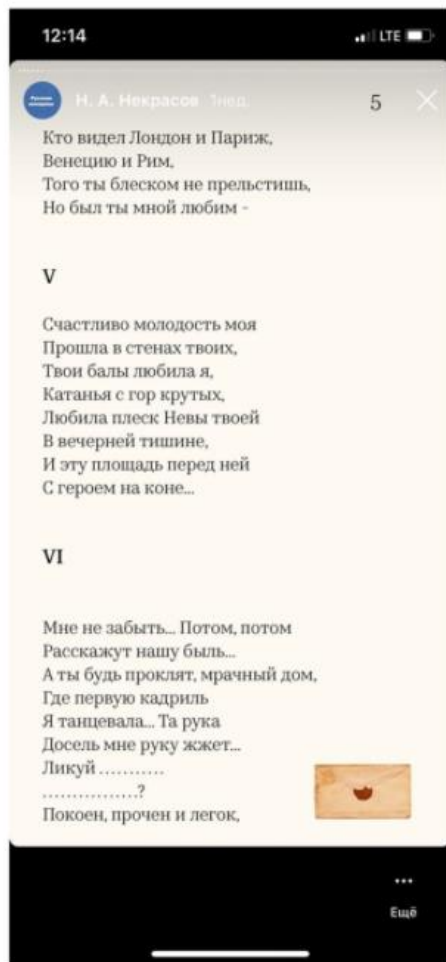 12:14
LTE
Н. А. Некрасов 1нед.
5
Кто видел Лондон и Париж,
Венецию и Рим,
Того ты блеском не прельстишь,
Но был ты мной любим -
V
Счастливо молодость моя
Прошла в стенах твоих,
Твои балы любила я,
Катанья с гор крутых,
Любила плеск Невы твоей
В вечерней тишине,
И эту площадь перед ней
С героем на коне...
VI
Мне не забыть... Потом, потом
Расскажут нашу быль...
А ты будь проклят, мрачный дом,
Где первую кадриль
Я танцевала... Та рука
Досель мне руку жжет...
Ликуй ...........
................?
Покоен, прочен и легок,
Ещё